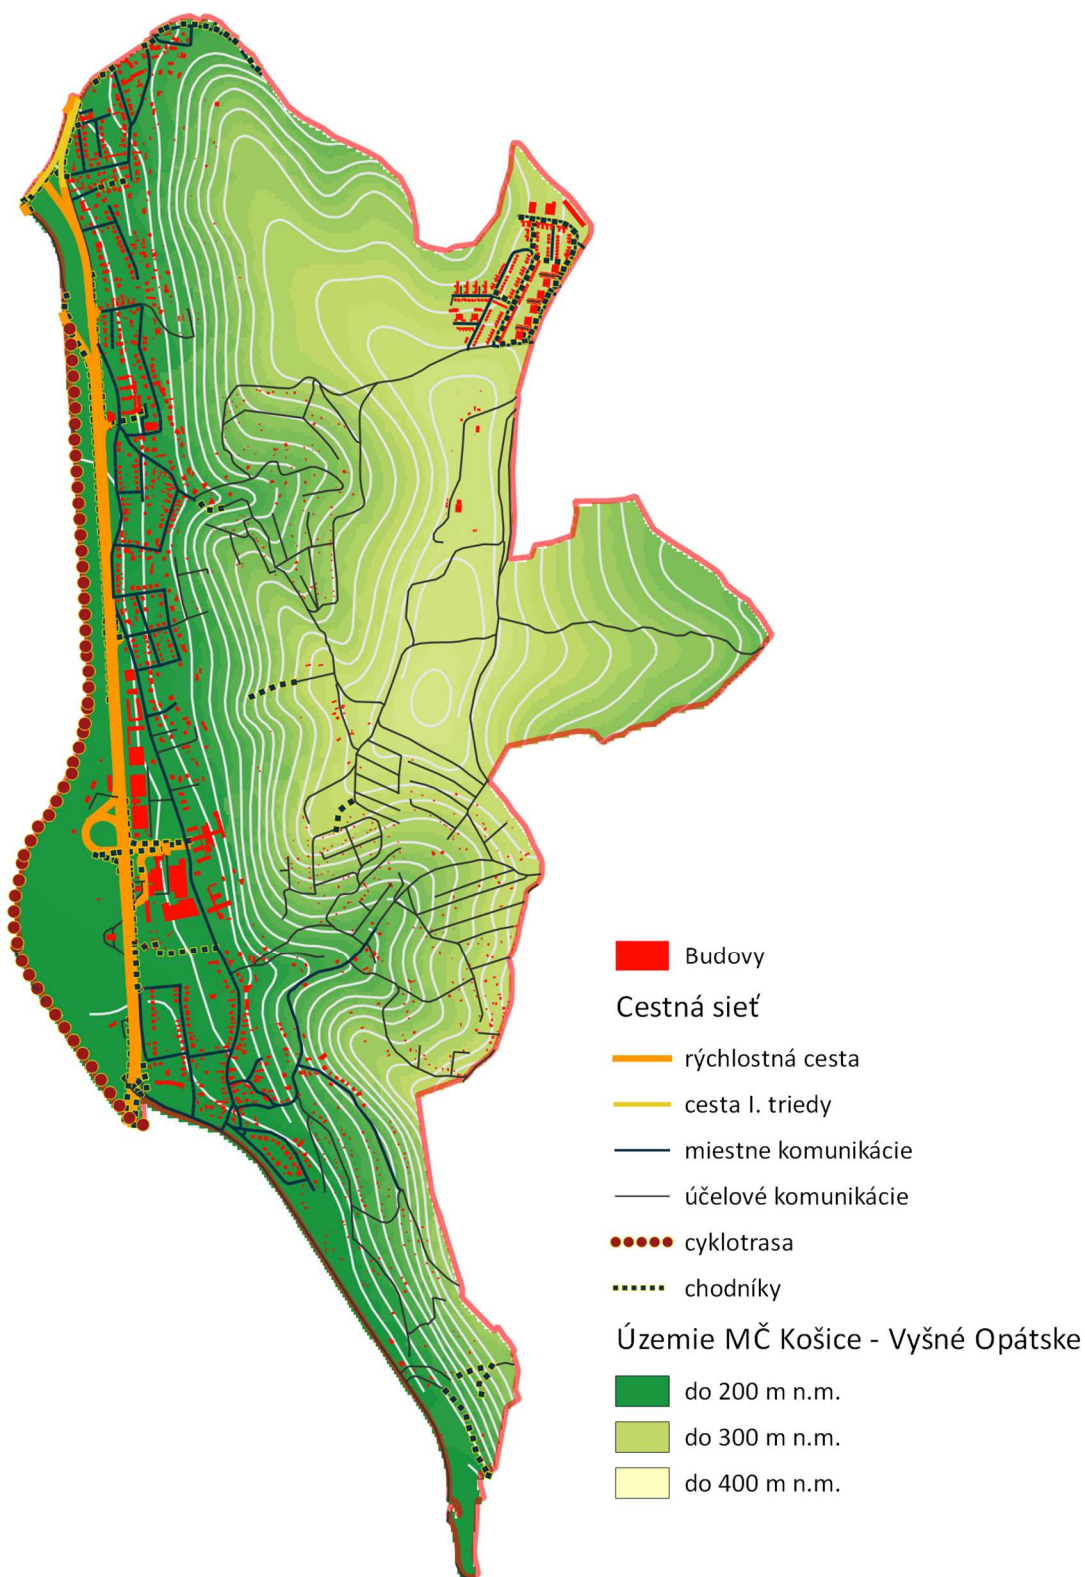 Budovy
Cestná sieť
rýchlostná cesta
cesta I. triedy
miestne komunikácie
účelové komunikácie
cyklotrasa
chodníky
Územie MČ Košice - Vyšné Opátske
do 200 m n.m.
do 300 m n.m.
do 400 m n.m.